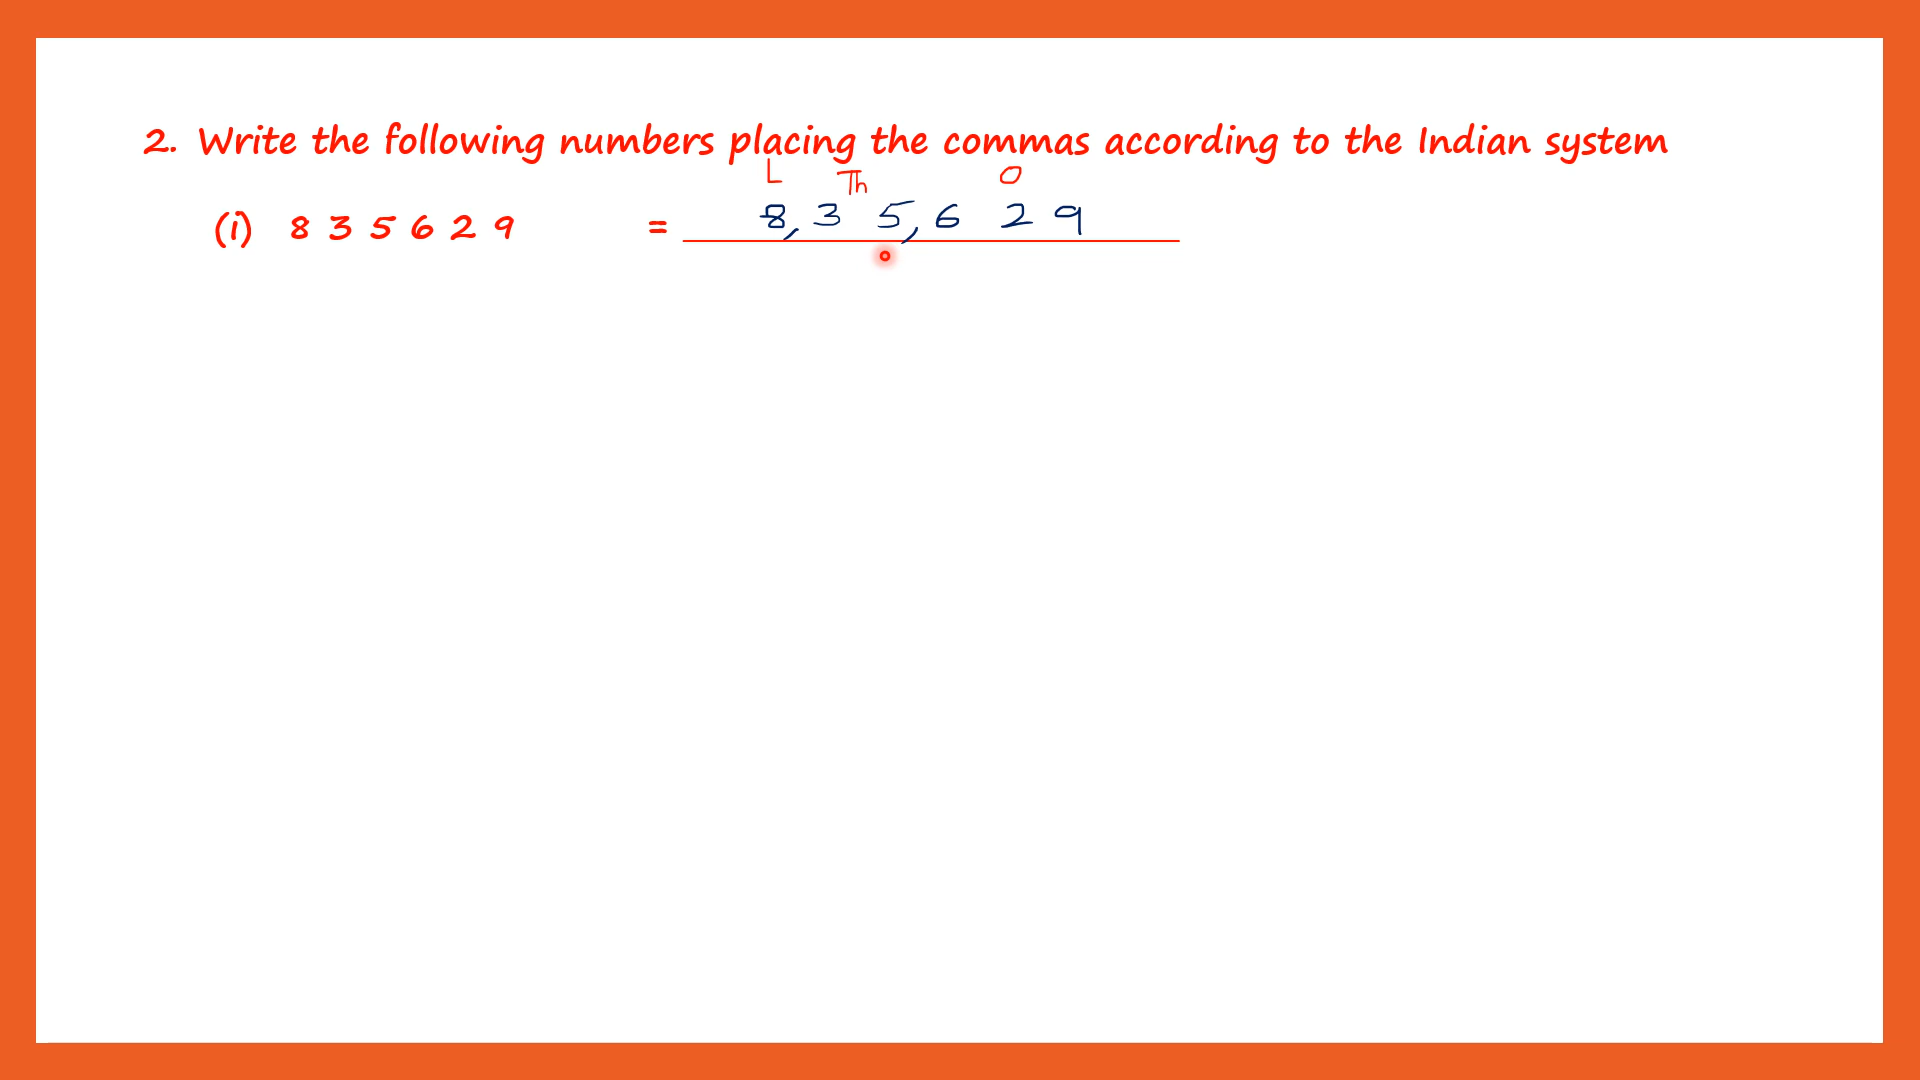 2. Write the following numbers placing the commas according to the Indian system
L Th O
(i) 8 3 5 6 2 9 = 8, 3 5, 6 2 9